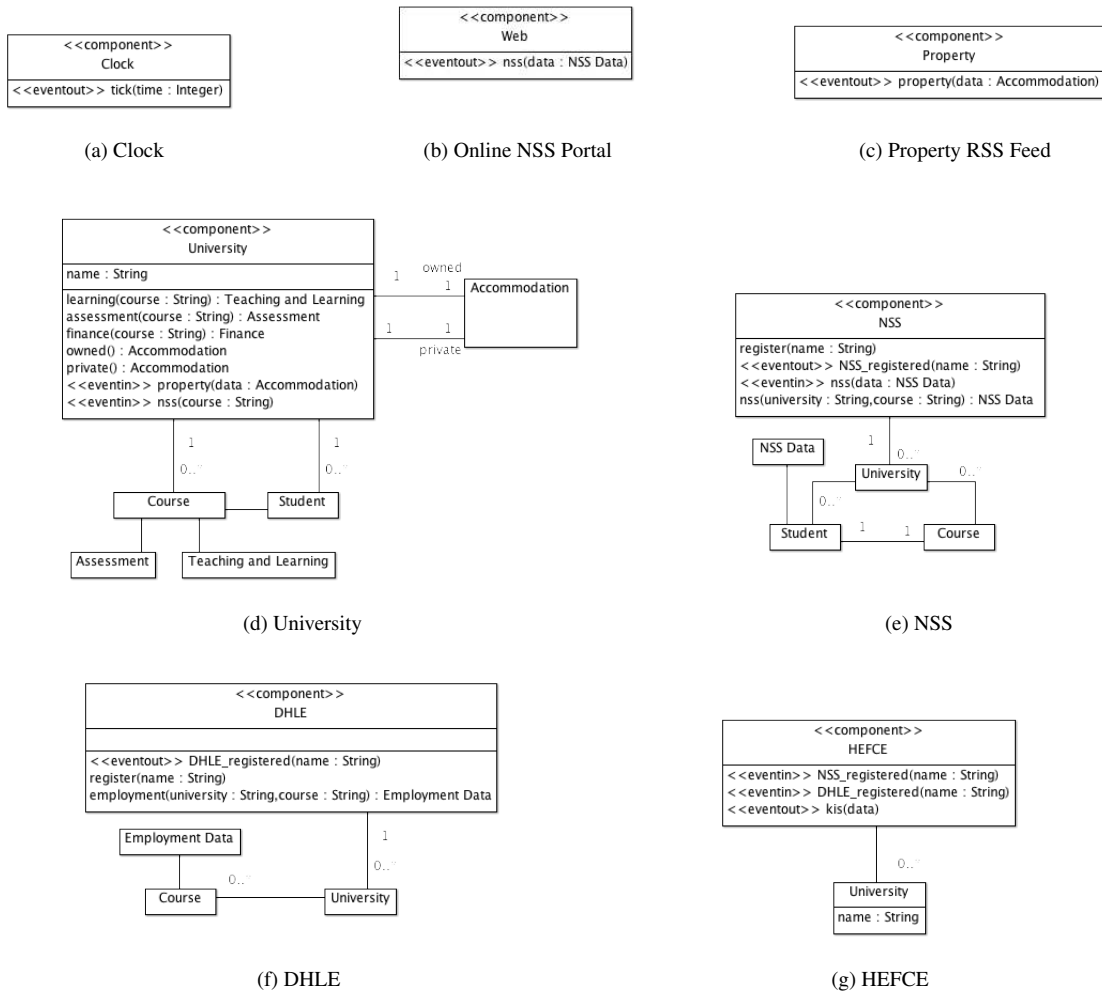 <<component>>
Clock
<<eventout>> tick(time : Integer)
(a) Clock
<<component>>
Web
<<eventout>> nss(data : NSS Data)
(b) Online NSS Portal
<<component>>
Property
<<eventout>> property(data : Accommodation)
(c) Property RSS Feed
<<component>>
University
name : String
learning(course : String) : Teaching and Learning
assessment(course : String) : Assessment
finance(course : String) : Finance
owned() : Accommodation
private() : Accommodation
<<eventin>> property(data : Accommodation)
<<eventin>> nss(course : String)
owned
1
1
Accommodation
1
1
private
1
0..*
1
0..*
Course
Student
Assessment
Teaching and Learning
(d) University
<<component>>
NSS
register(name : String)
<<eventout>> NSS_registered(name : String)
<<eventin>> nss(data : NSS Data)
nss(university : String,course : String) : NSS Data
1
0..*
NSS Data
University
0..*
0..*
Student
1
1
Course
(e) NSS
<<component>>
DHLE
<<eventout>> DHLE_registered(name : String)
register(name : String)
employment(university : String,course : String) : Employment Data
1
0..*
Employment Data
0..*
Course
University
(f) DHLE
<<component>>
HEFCE
<<eventin>> NSS_registered(name : String)
<<eventin>> DHLE_registered(name : String)
<<eventout>> kis(data)
0..*
University
name : String
(g) HEFCE